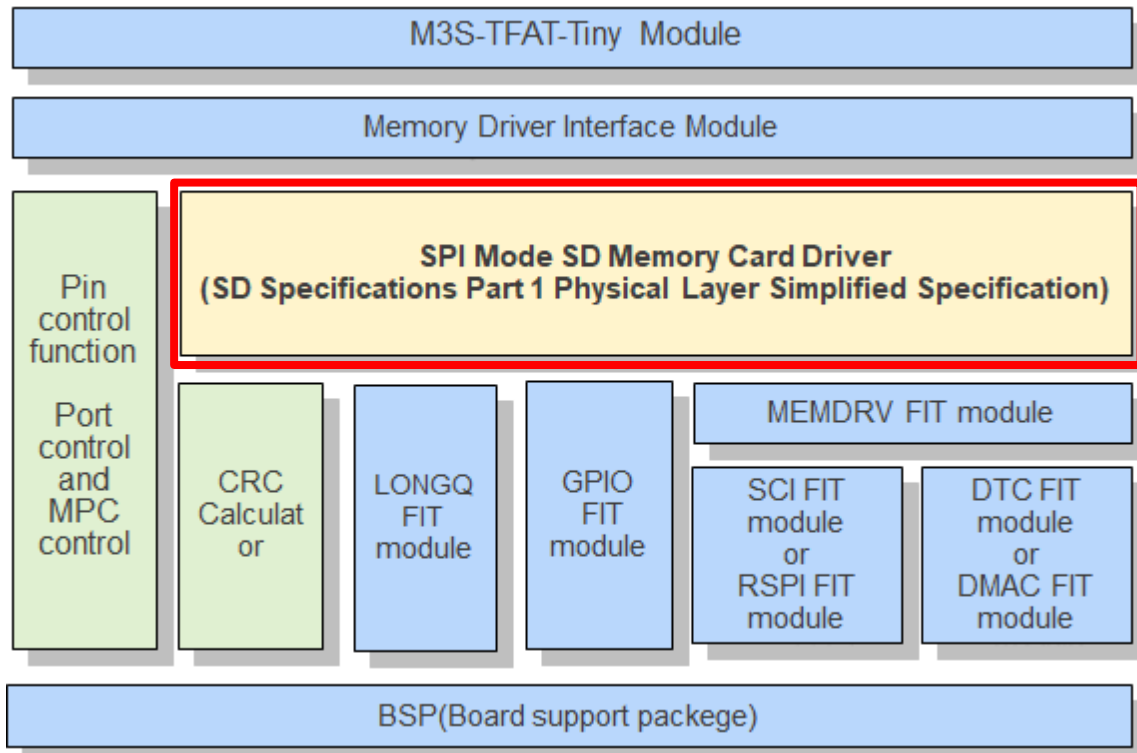 M3S-TFAT-Tiny Module
Memory Driver Interface Module
Pin
control
function
Port
control
and
MPC
control
SPI Mode SD Memory Card Driver
(SD Specifications Part 1 Physical Layer Simplified Specification)
CRC
Calculat
or
LONGQ
FIT
module
GPIO
FIT
module
MEMDRV FIT module
SCI FIT
module
or
RSPI FIT
module
DTC FIT
module
or
DMAC FIT
module
BSP(Board support packege)